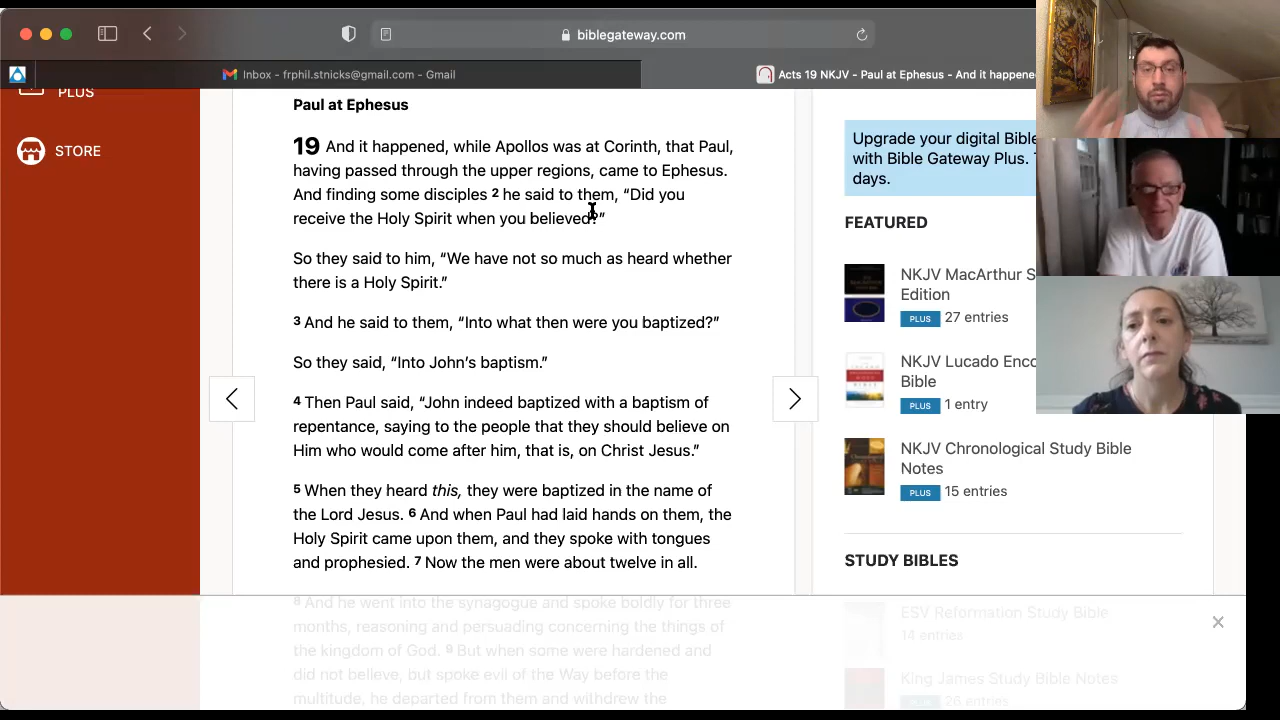 biblegateway.com
Inbox - frphil.stnicks@gmail.com - Gmail
Acts 19 NKJV - Paul at Ephesus - And it happene
PLUS
STORE
Paul at Ephesus
19 And it happened, while Apollos was at Corinth, that Paul,
having passed through the upper regions, came to Ephesus.
And finding some disciples 2 he said to them, “Did you
receive the Holy Spirit when you believed?”
So they said to him, “We have not so much as heard whether
there is a Holy Spirit.”
3 And he said to them, “Into what then were you baptized?”
So they said, “Into John’s baptism.”
4 Then Paul said, “John indeed baptized with a baptism of
repentance, saying to the people that they should believe on
Him who would come after him, that is, on Christ Jesus.”
5 When they heard this, they were baptized in the name of
the Lord Jesus. 6 And when Paul had laid hands on them, the
Holy Spirit came upon them, and they spoke with tongues
and prophesied. 7 Now the men were about twelve in all.
8 And he went into the synagogue and spoke boldly for three
months, reasoning and persuading concerning the things of
the kingdom of God. 9 But when some were hardened and
did not believe, but spoke evil of the Way before the
multitude, he departed from them and withdrew the
Upgrade your digital Bible
with Bible Gateway Plus.
days.
FEATURED
NKJV MacArthur S
Edition
PLUS 27 entries
NKJV Lucado Enco
Bible
PLUS 1 entry
NKJV Chronological Study Bible
Notes
PLUS 15 entries
STUDY BIBLES
ESV Reformation Study Bible
14 entries
King James Study Bible Notes
PLUS 26 entries